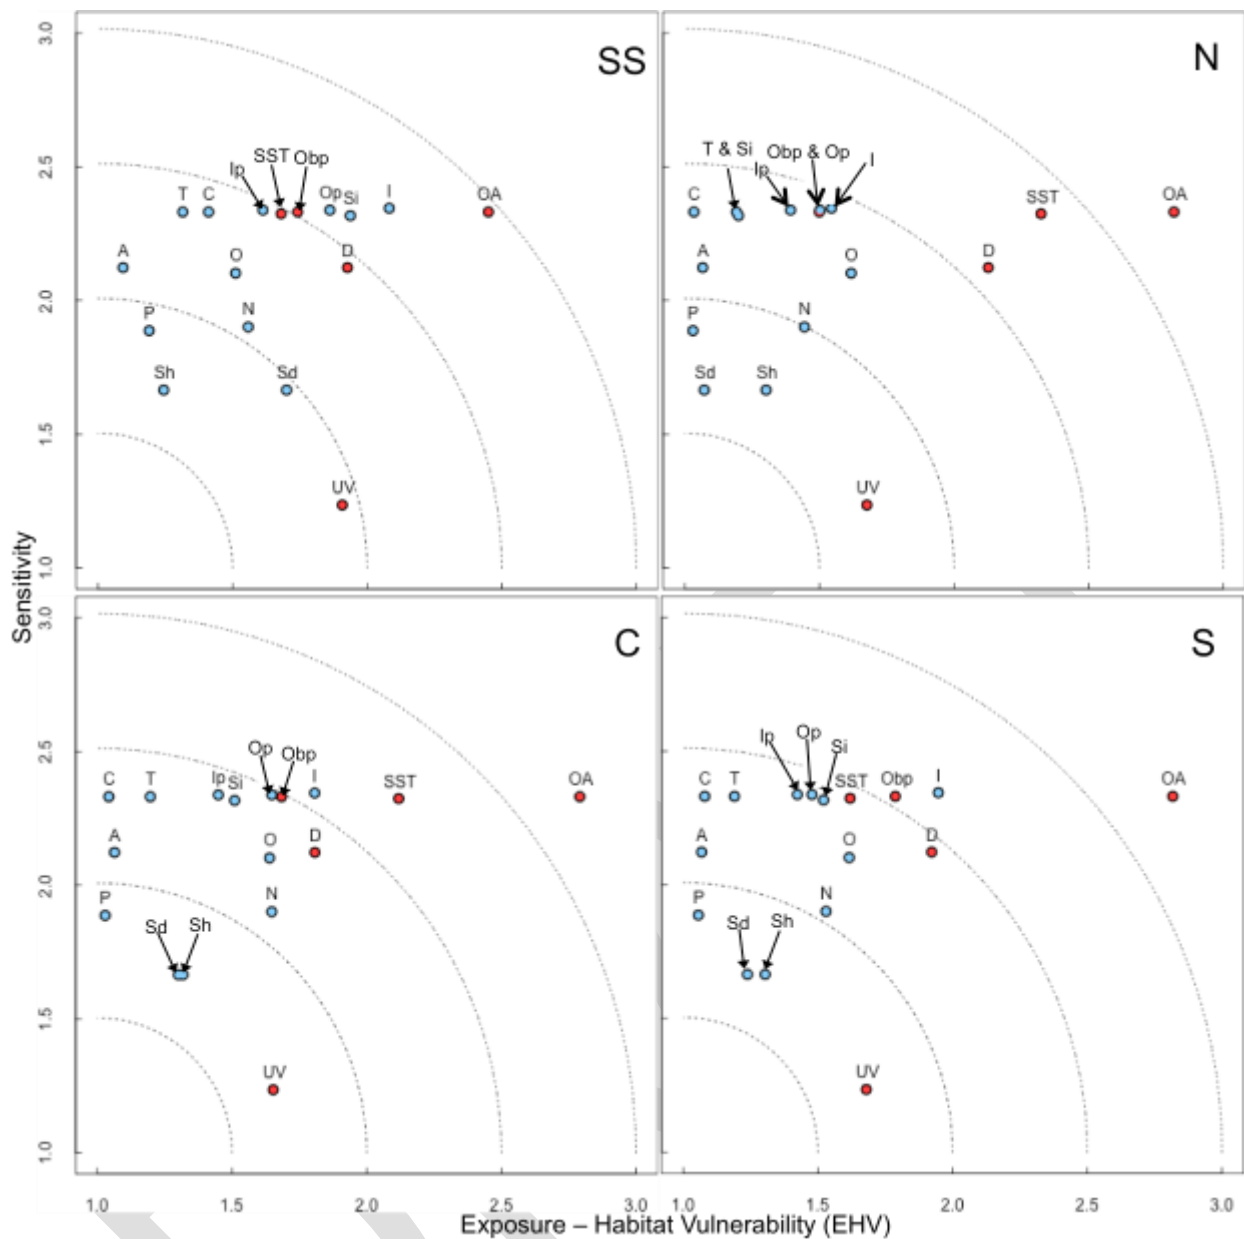 3.0
SS
N
SST
Obp
Ip
T
C
Op
Si
I
OA
2.5
T & Si
Obp & Op
Ip
I
C
SST
OA
A
O
D
A
O
D
2.0
P
N
P
N
Sh
Sd
Sd
Sh
1.5
UV
UV
1.0
Sensitivity
3.0
C
S
Op
Obp
Ip
Op
Si
2.5
C
T
Ip
Si
I
SST
OA
C
T
SST
Obp
I
OA
A
O
D
A
O
D
2.0
P
N
P
N
Sd
Sh
Sd
Sh
1.5
UV
UV
1.0
1.0 1.5 2.0 2.5 3.0 1.0 1.5 2.0 2.5 3.0
Exposure – Habitat Vulnerability (EHV)